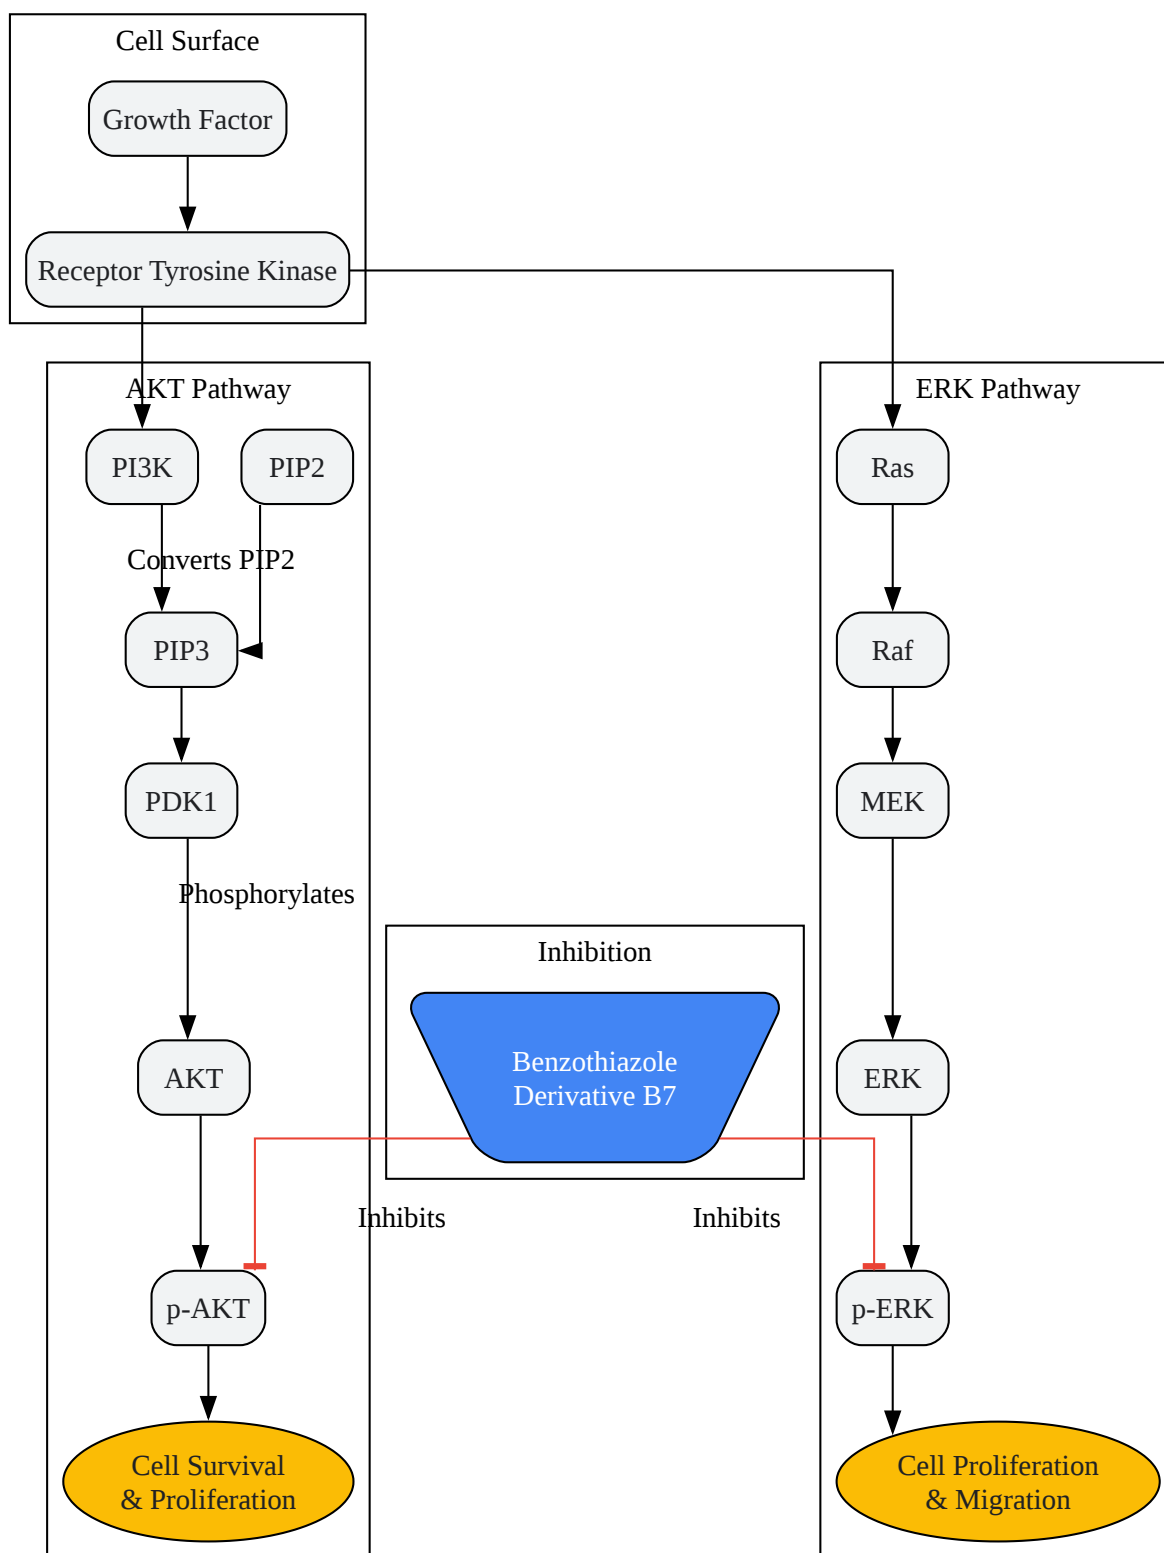 Cell Surface
Growth Factor
Receptor Tyrosine Kinase
AKT Pathway
ERK Pathway
PI3K
PIP2
Ras
Converts PIP2
PIP3
Raf
PDK1
MEK
Phosphorylates
Inhibition
Benzothiazole
Derivative B7
AKT
ERK
Inhibits
Inhibits
p-AKT
p-ERK
Cell Survival
& Proliferation
Cell Proliferation
& Migration